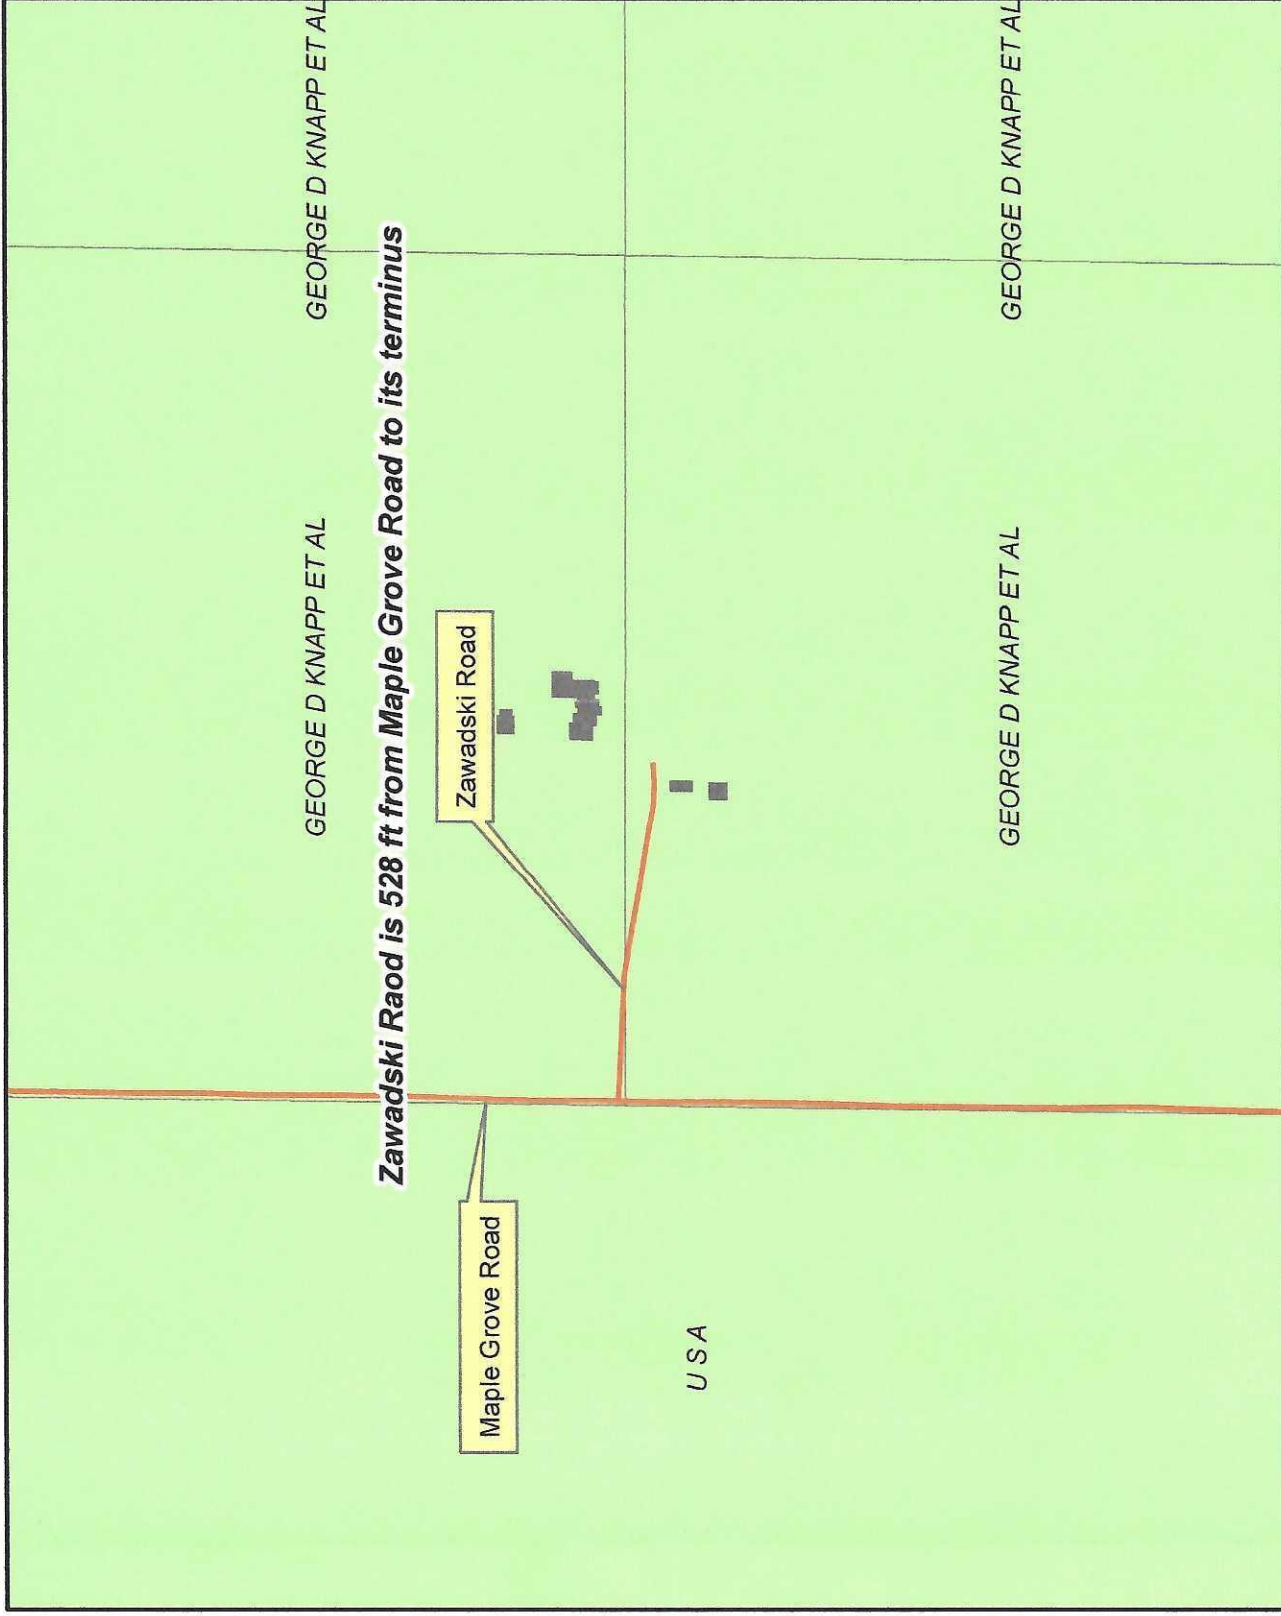 GEORGE D KNAPP ET AL
GEORGE D KNAPP ET AL
Zawadski Raod is 528 ft from Maple Grove Road to its terminus
Zawadski Road
Maple Grove Road
U S A
GEORGE D KNAPP ET AL
GEORGE D KNAPP ET AL